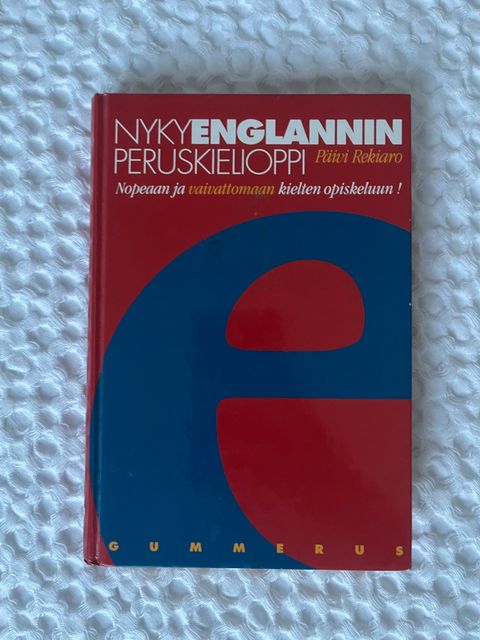 NYKYENGLANNIN
PERUSKIELIOPPI Päivi Rekiaro
Nopeaan ja vaivattomaan kielten opiskeluun !
e
GUMMERUS